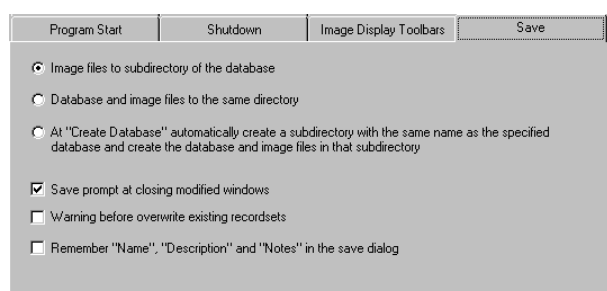 Program Start
Shutdown
Image Display Toolbars
Save
Image files to subdirectory of the database
Database and image files to the same directory
At "Create Database" automatically create a subdirectory with the same name as the specified
database and create the database and image files in that subdirectory
Save prompt at closing modified windows
Warning before overwrite existing recordsets
Remember "Name", "Description" and "Notes" in the save dialog